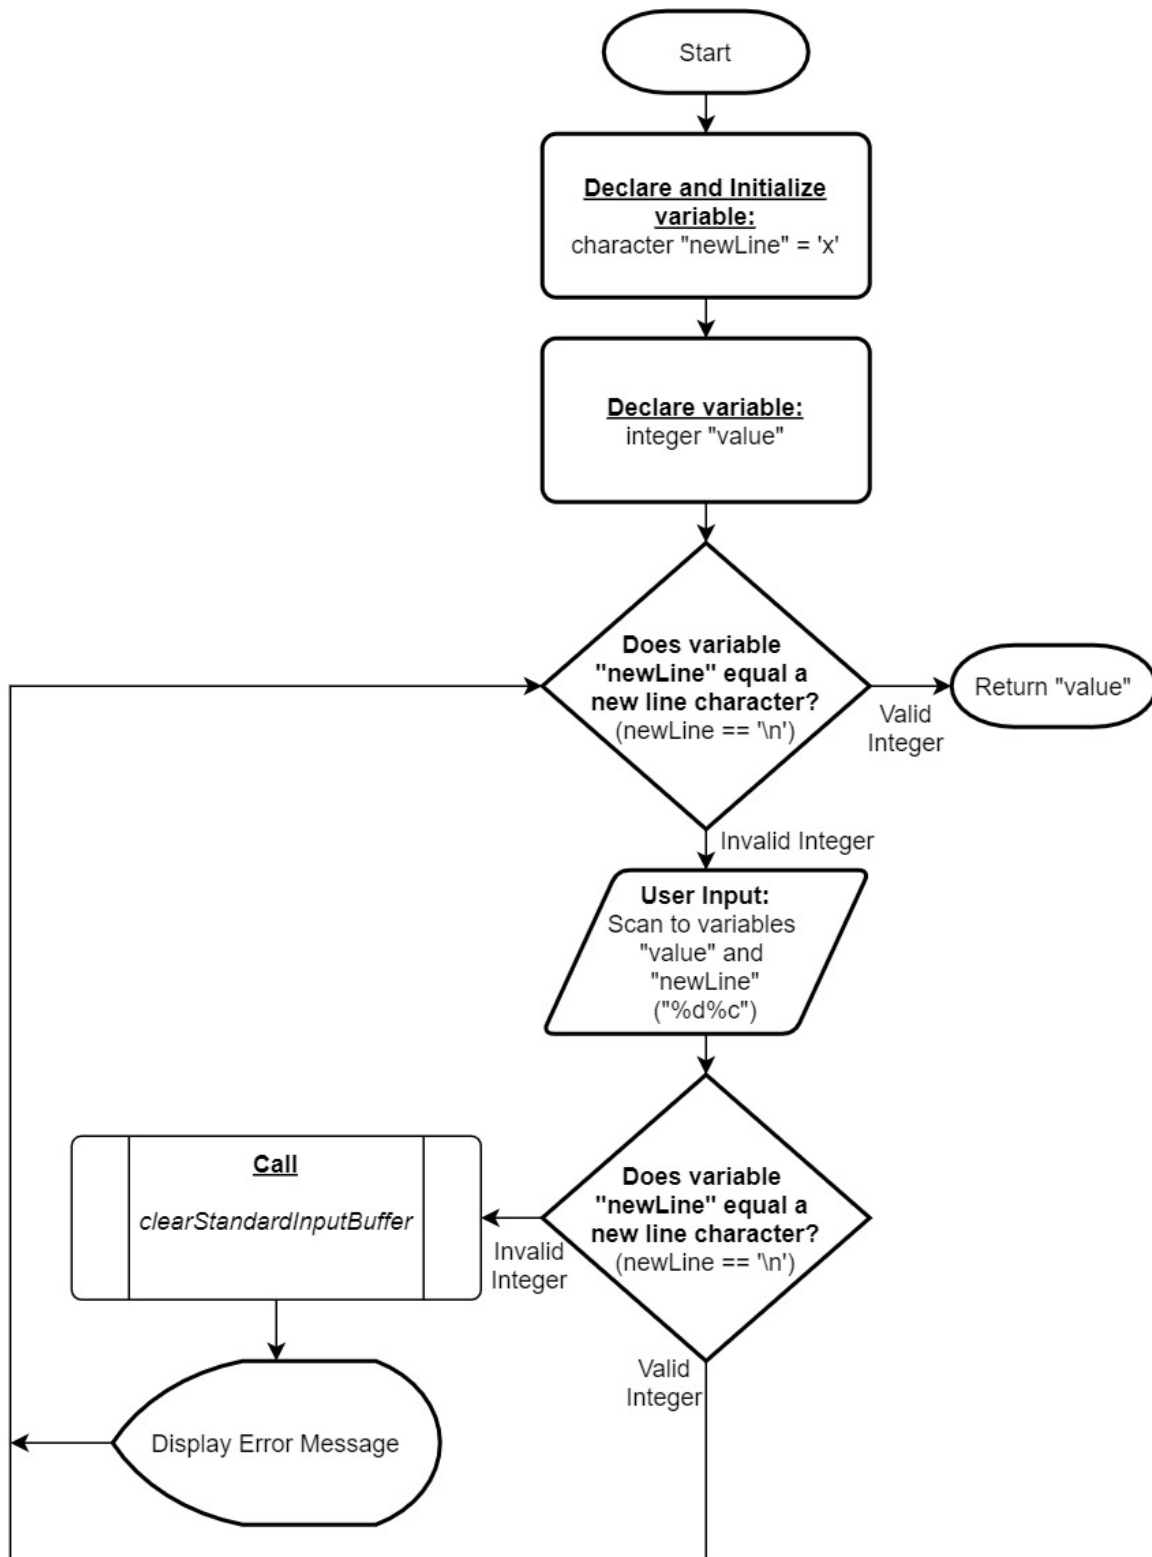 Start
Declare and Initialize
variable:
character "newLine" = 'x'
Declare variable:
integer "value"
Does variable
"newLine" equal a
new line character?
(newLine == '\n')
Return "value"
Valid
Integer
Invalid Integer
User Input:
Scan to variables
"value" and
"newLine"
("%d%c")
Does variable
"newLine" equal a
new line character?
(newLine == '\n')
Invalid
Integer
Call
clearStandardInputBuffer
Valid
Integer
Display Error Message